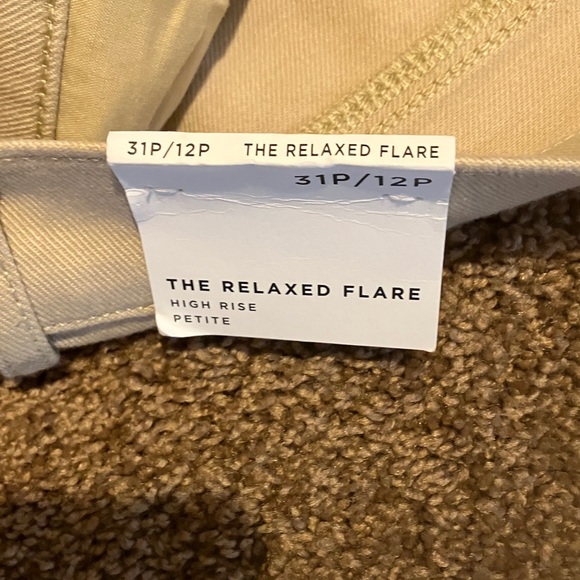 31P/12P THE RELAXED FLARE
31P/12P
THE RELAXED FLARE
HIGH RISE
PETITE